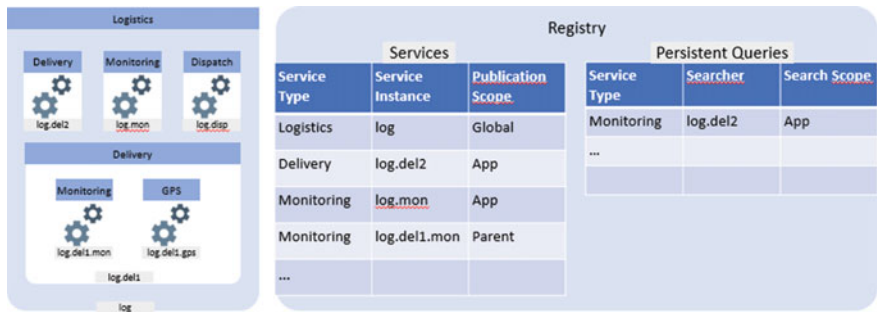 Logistics
Delivery Monitoring Dispatch
log.del2 log.mon log.disp
Delivery
Monitoring GPS
log.del1.mon log.del1.gps
log.del1
log
Registry
Services
Service Type Service Instance Publication Scope
Logistics log Global
Delivery log.del2 App
Monitoring log.mon App
Monitoring log.del1.mon Parent
...
Persistent Queries
Service Type Searcher Search Scope
Monitoring log.del2 App
...